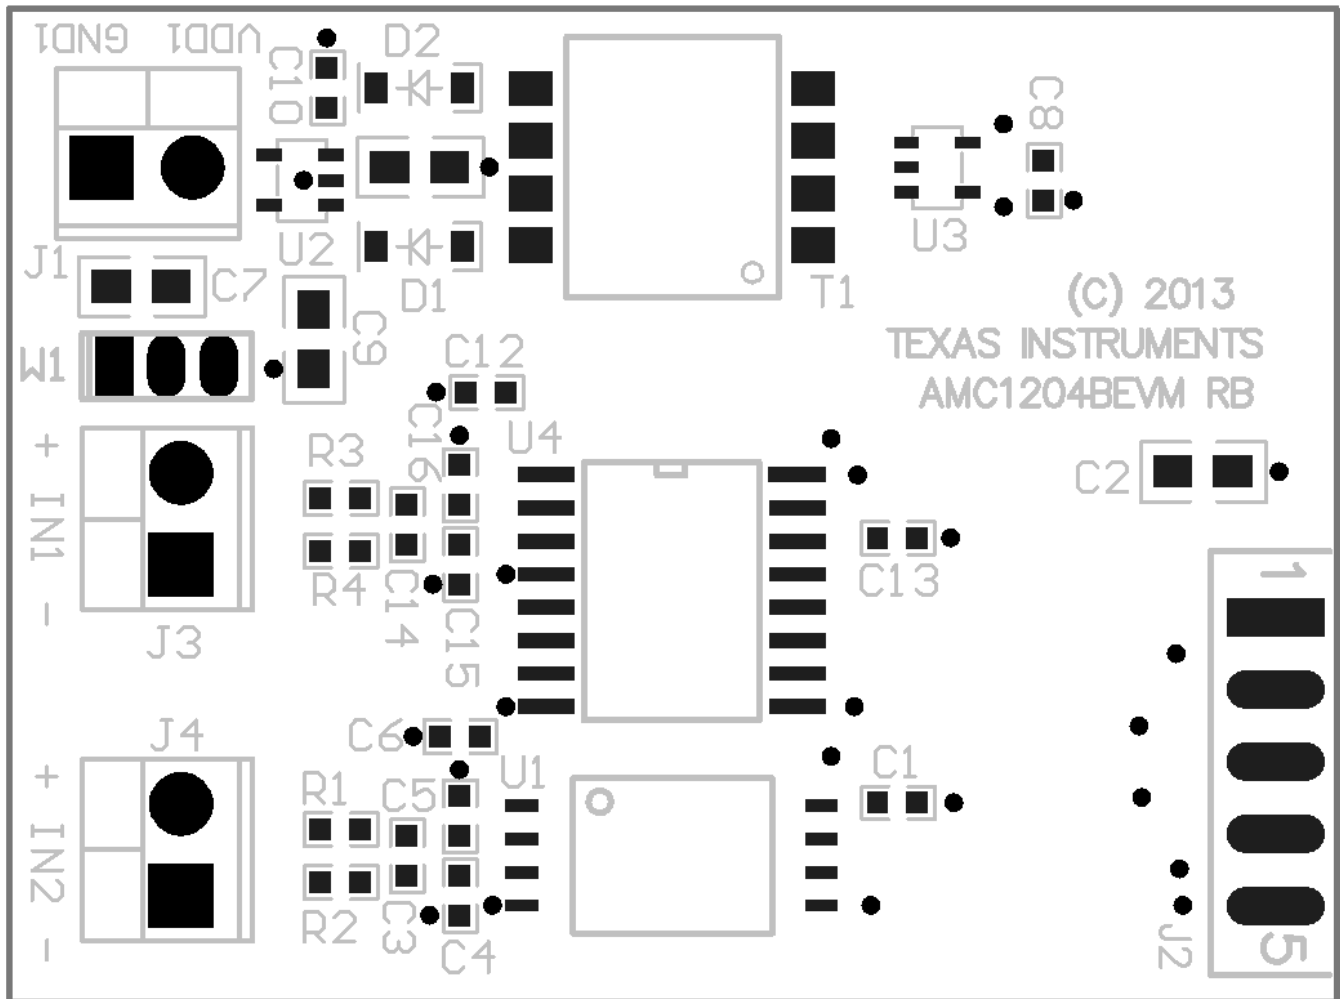 GND1 VDD1
C10
D2
C8
U2
U3
J1
C7
D1
T1
C9
(C) 2013
TEXAS INSTRUMENTS
AMC1204BEVM RB
W1
C12
C16
U4
+ IN1 -
R3
C2
R4
C14
C13
1
J3
C15
J4
C6
U1
C1
+ IN2 -
R1
C5
R2
C3
C4
J2
5